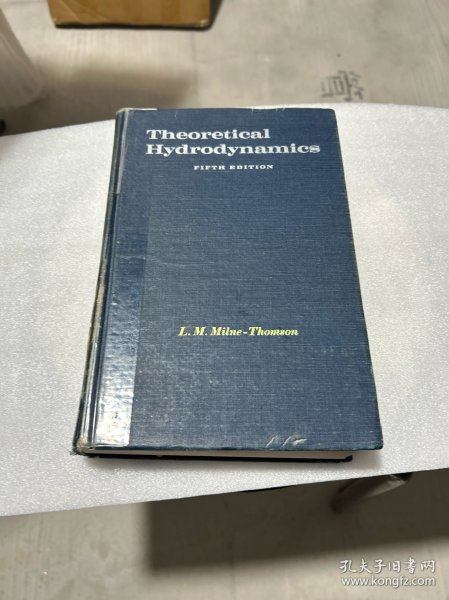 Theoretical
Hydrodynamics
FIFTH EDITION
L. M. Milne-Thomson
孔夫子旧书网
www.kongfz.com